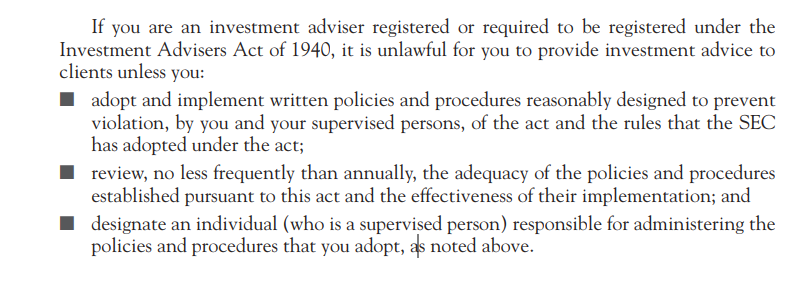 If you are an investment adviser registered or required to be registered under the
Investment Advisers Act of 1940, it is unlawful for you to provide investment advice to
clients unless you:
■ adopt and implement written policies and procedures reasonably designed to prevent
violation, by you and your supervised persons, of the act and the rules that the SEC
has adopted under the act;
■ review, no less frequently than annually, the adequacy of the policies and procedures
established pursuant to this act and the effectiveness of their implementation; and
■ designate an individual (who is a supervised person) responsible for administering the
policies and procedures that you adopt, as noted above.